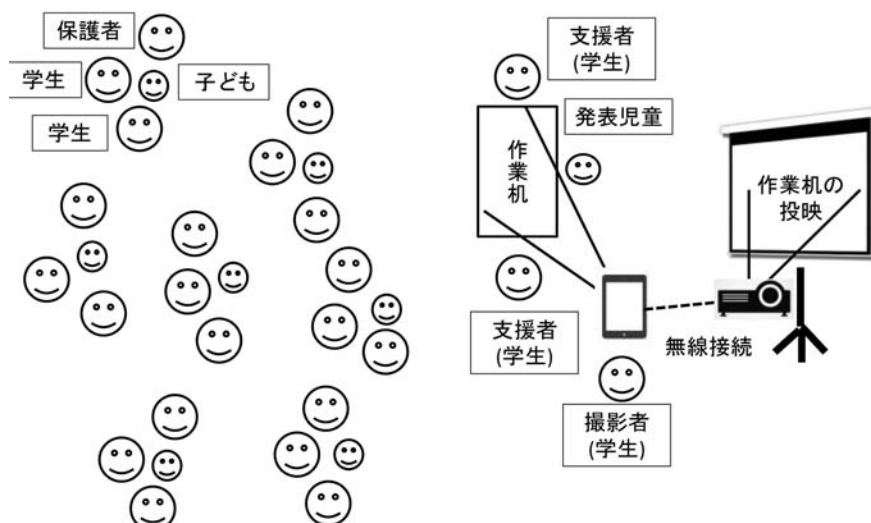 保護者
学生
子ども
学生
支援者
(学生)
発表児童
作業机
作業机の
投映
支援者
(学生)
無線接続
撮影者
(学生)